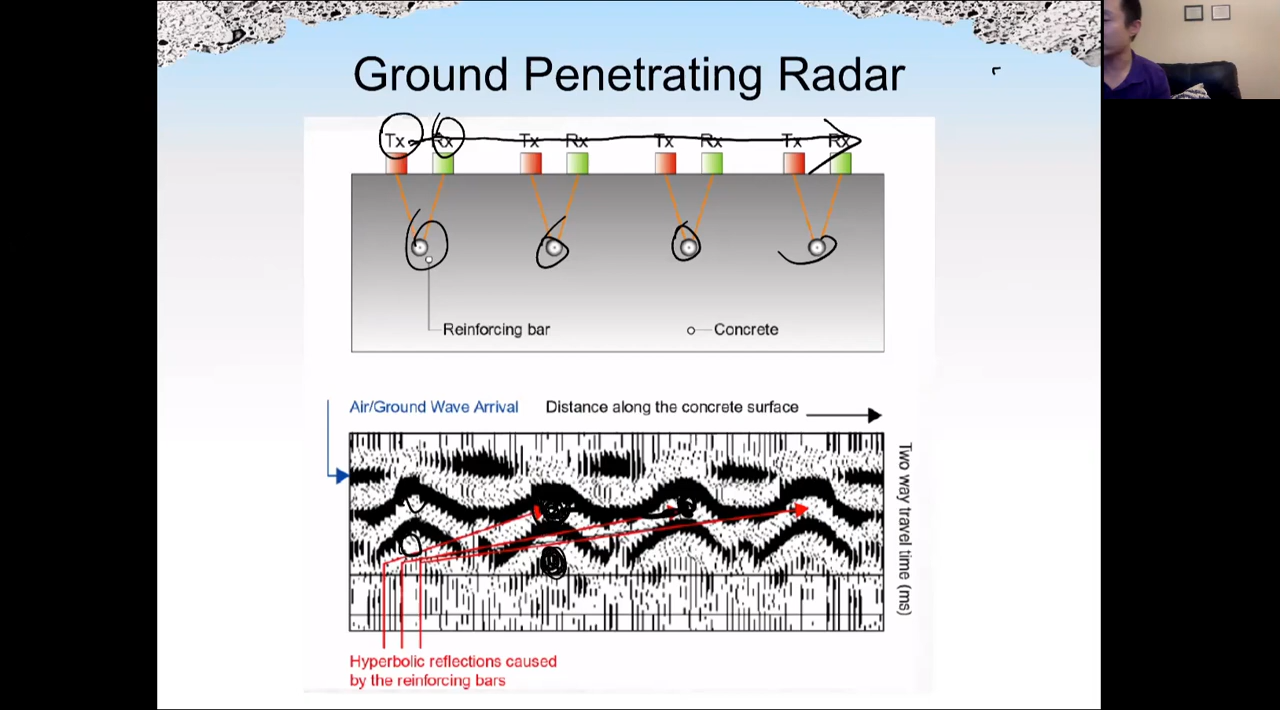 Ground Penetrating Radar
Tx Rx Tx Rx Tx Rx Tx Rx
Reinforcing bar
Concrete
Air/Ground Wave Arrival
Distance along the concrete surface
Two way travel time (ms)
Hyperbolic reflections caused
by the reinforcing bars